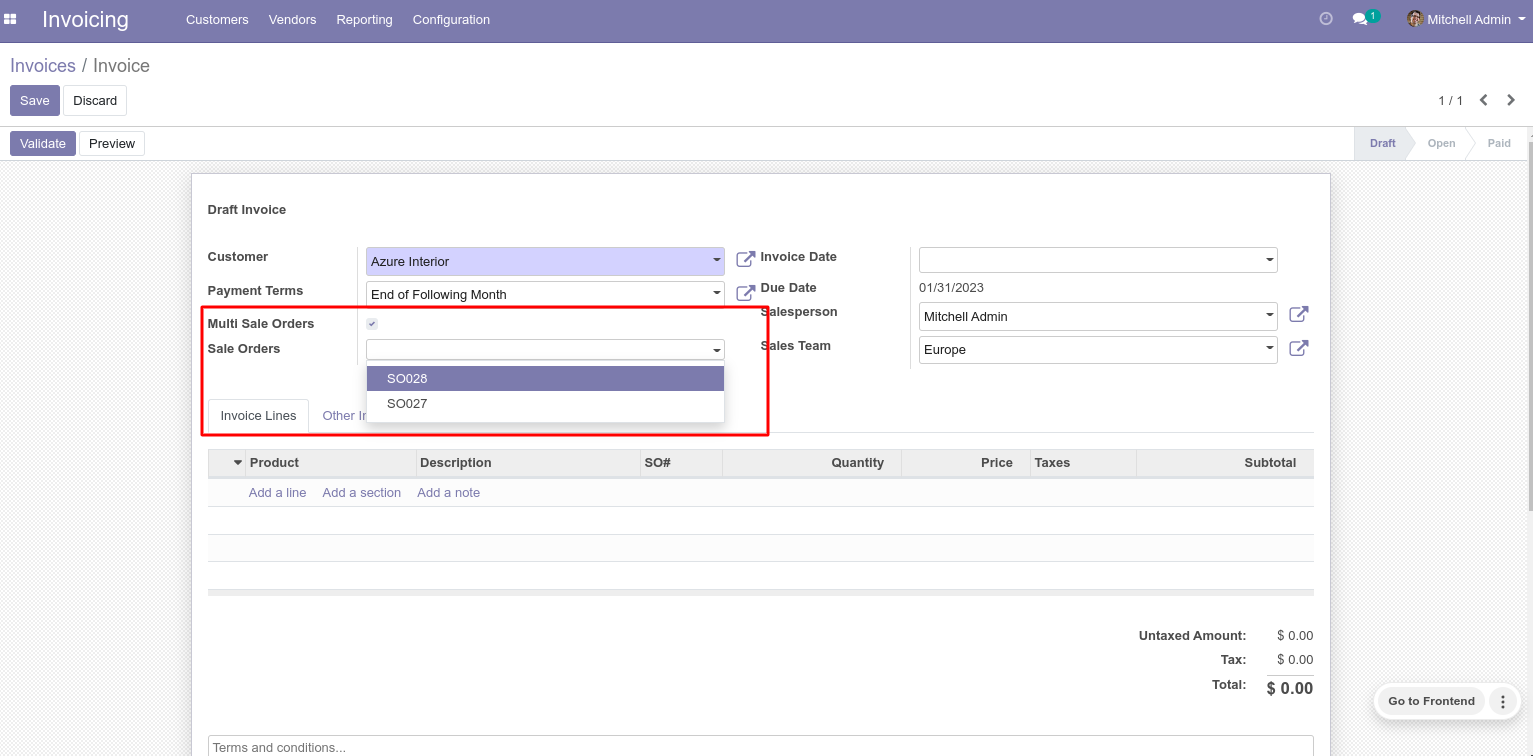 Invoicing Customers Vendors Reporting Configuration 1 Mitchell Admin
Invoices / Invoice
Save Discard 1 / 1
Validate Preview Draft Open Paid
Draft Invoice
Customer Azure Interior Invoice Date
Payment Terms End of Following Month Due Date 01/31/2023
Salesperson Mitchell Admin
Multi Sale Orders
Sale Orders Sales Team Europe
SO028
SO027
Invoice Lines Other
Product Description SO# Quantity Price Taxes Subtotal
Add a line Add a section Add a note
Untaxed Amount: $ 0.00
Tax: $ 0.00
Total: $ 0.00
Go to Frontend
Terms and conditions...